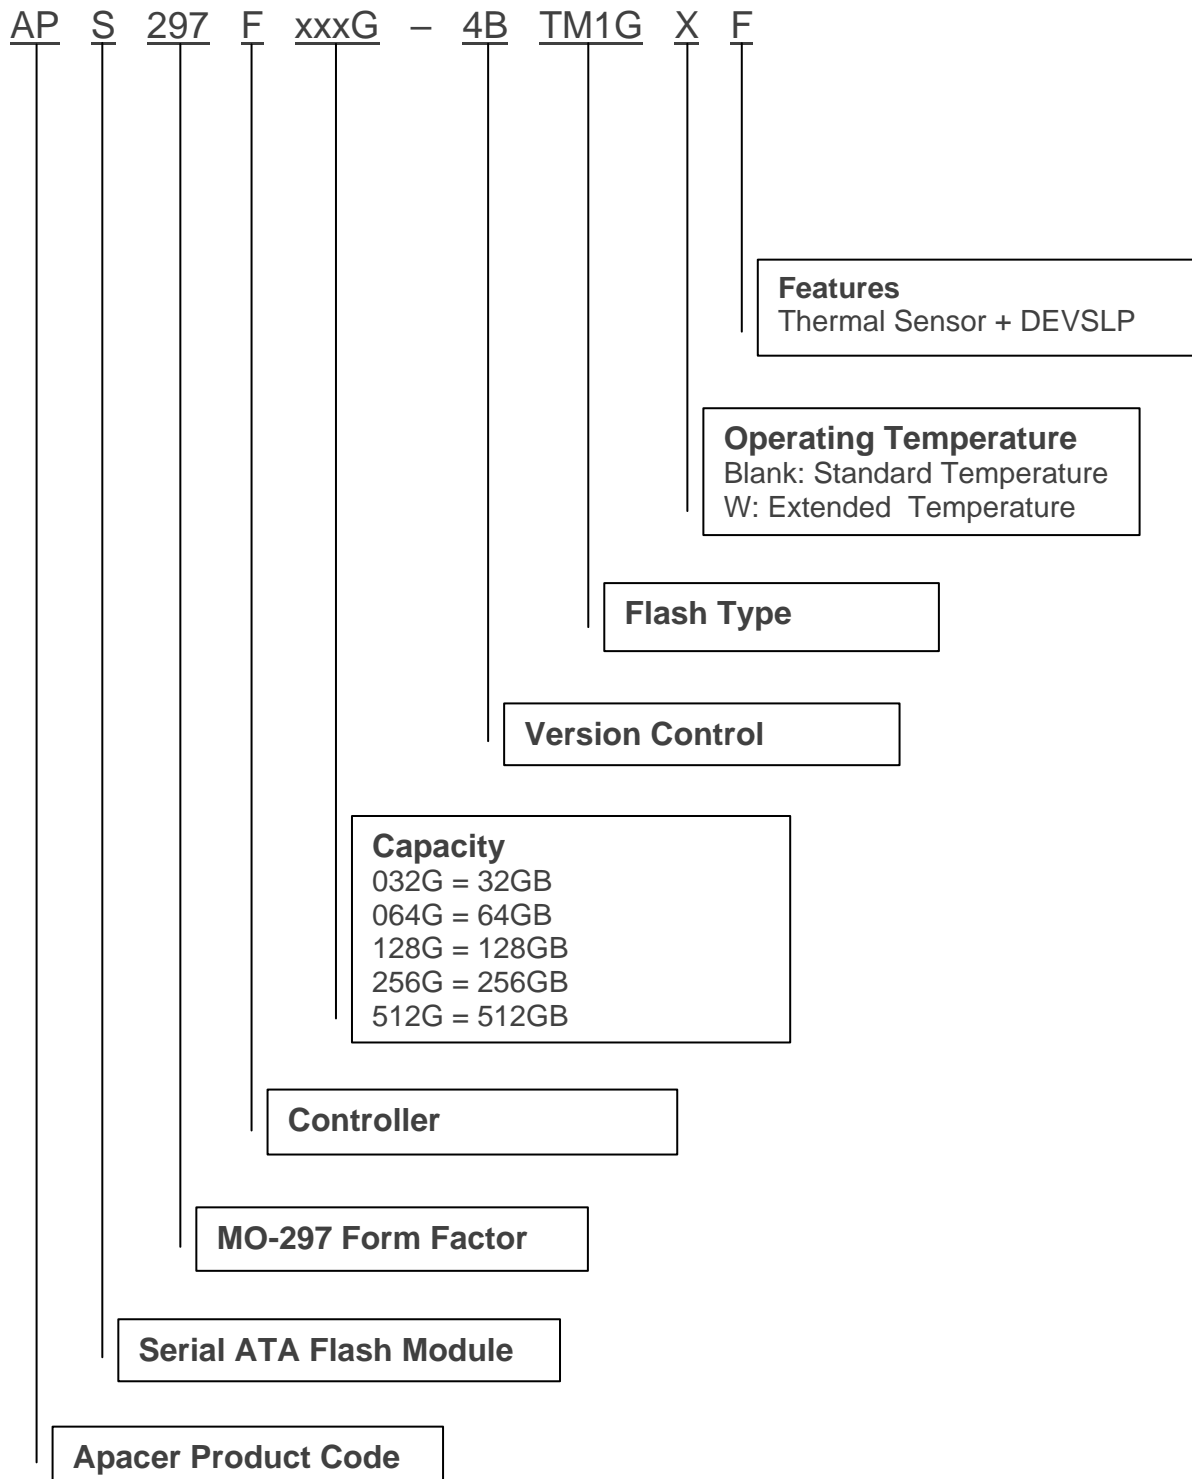 AP S 297 F xxxG – 4B TM1G X F
Features
Thermal Sensor + DEVSLP
Operating Temperature
Blank: Standard Temperature
W: Extended Temperature
Flash Type
Version Control
Capacity
032G = 32GB
064G = 64GB
128G = 128GB
256G = 256GB
512G = 512GB
Controller
MO-297 Form Factor
Serial ATA Flash Module
Apacer Product Code